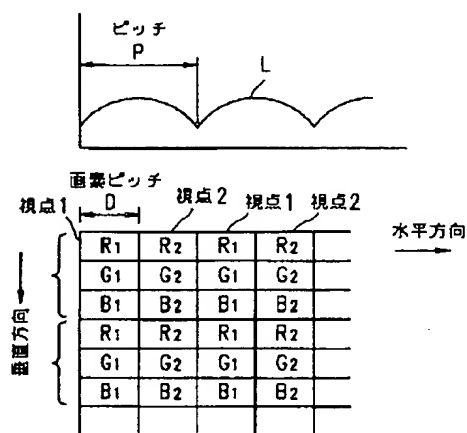 ピッチ
P
L
画素ピッチ
D
視点1
視点2
視点1
視点2
水平方向
垂直方向
R1 R2 R1 R2
G1 G2 G1 G2
B1 B2 B1 B2
R1 R2 R1 R2
G1 G2 G1 G2
B1 B2 B1 B2